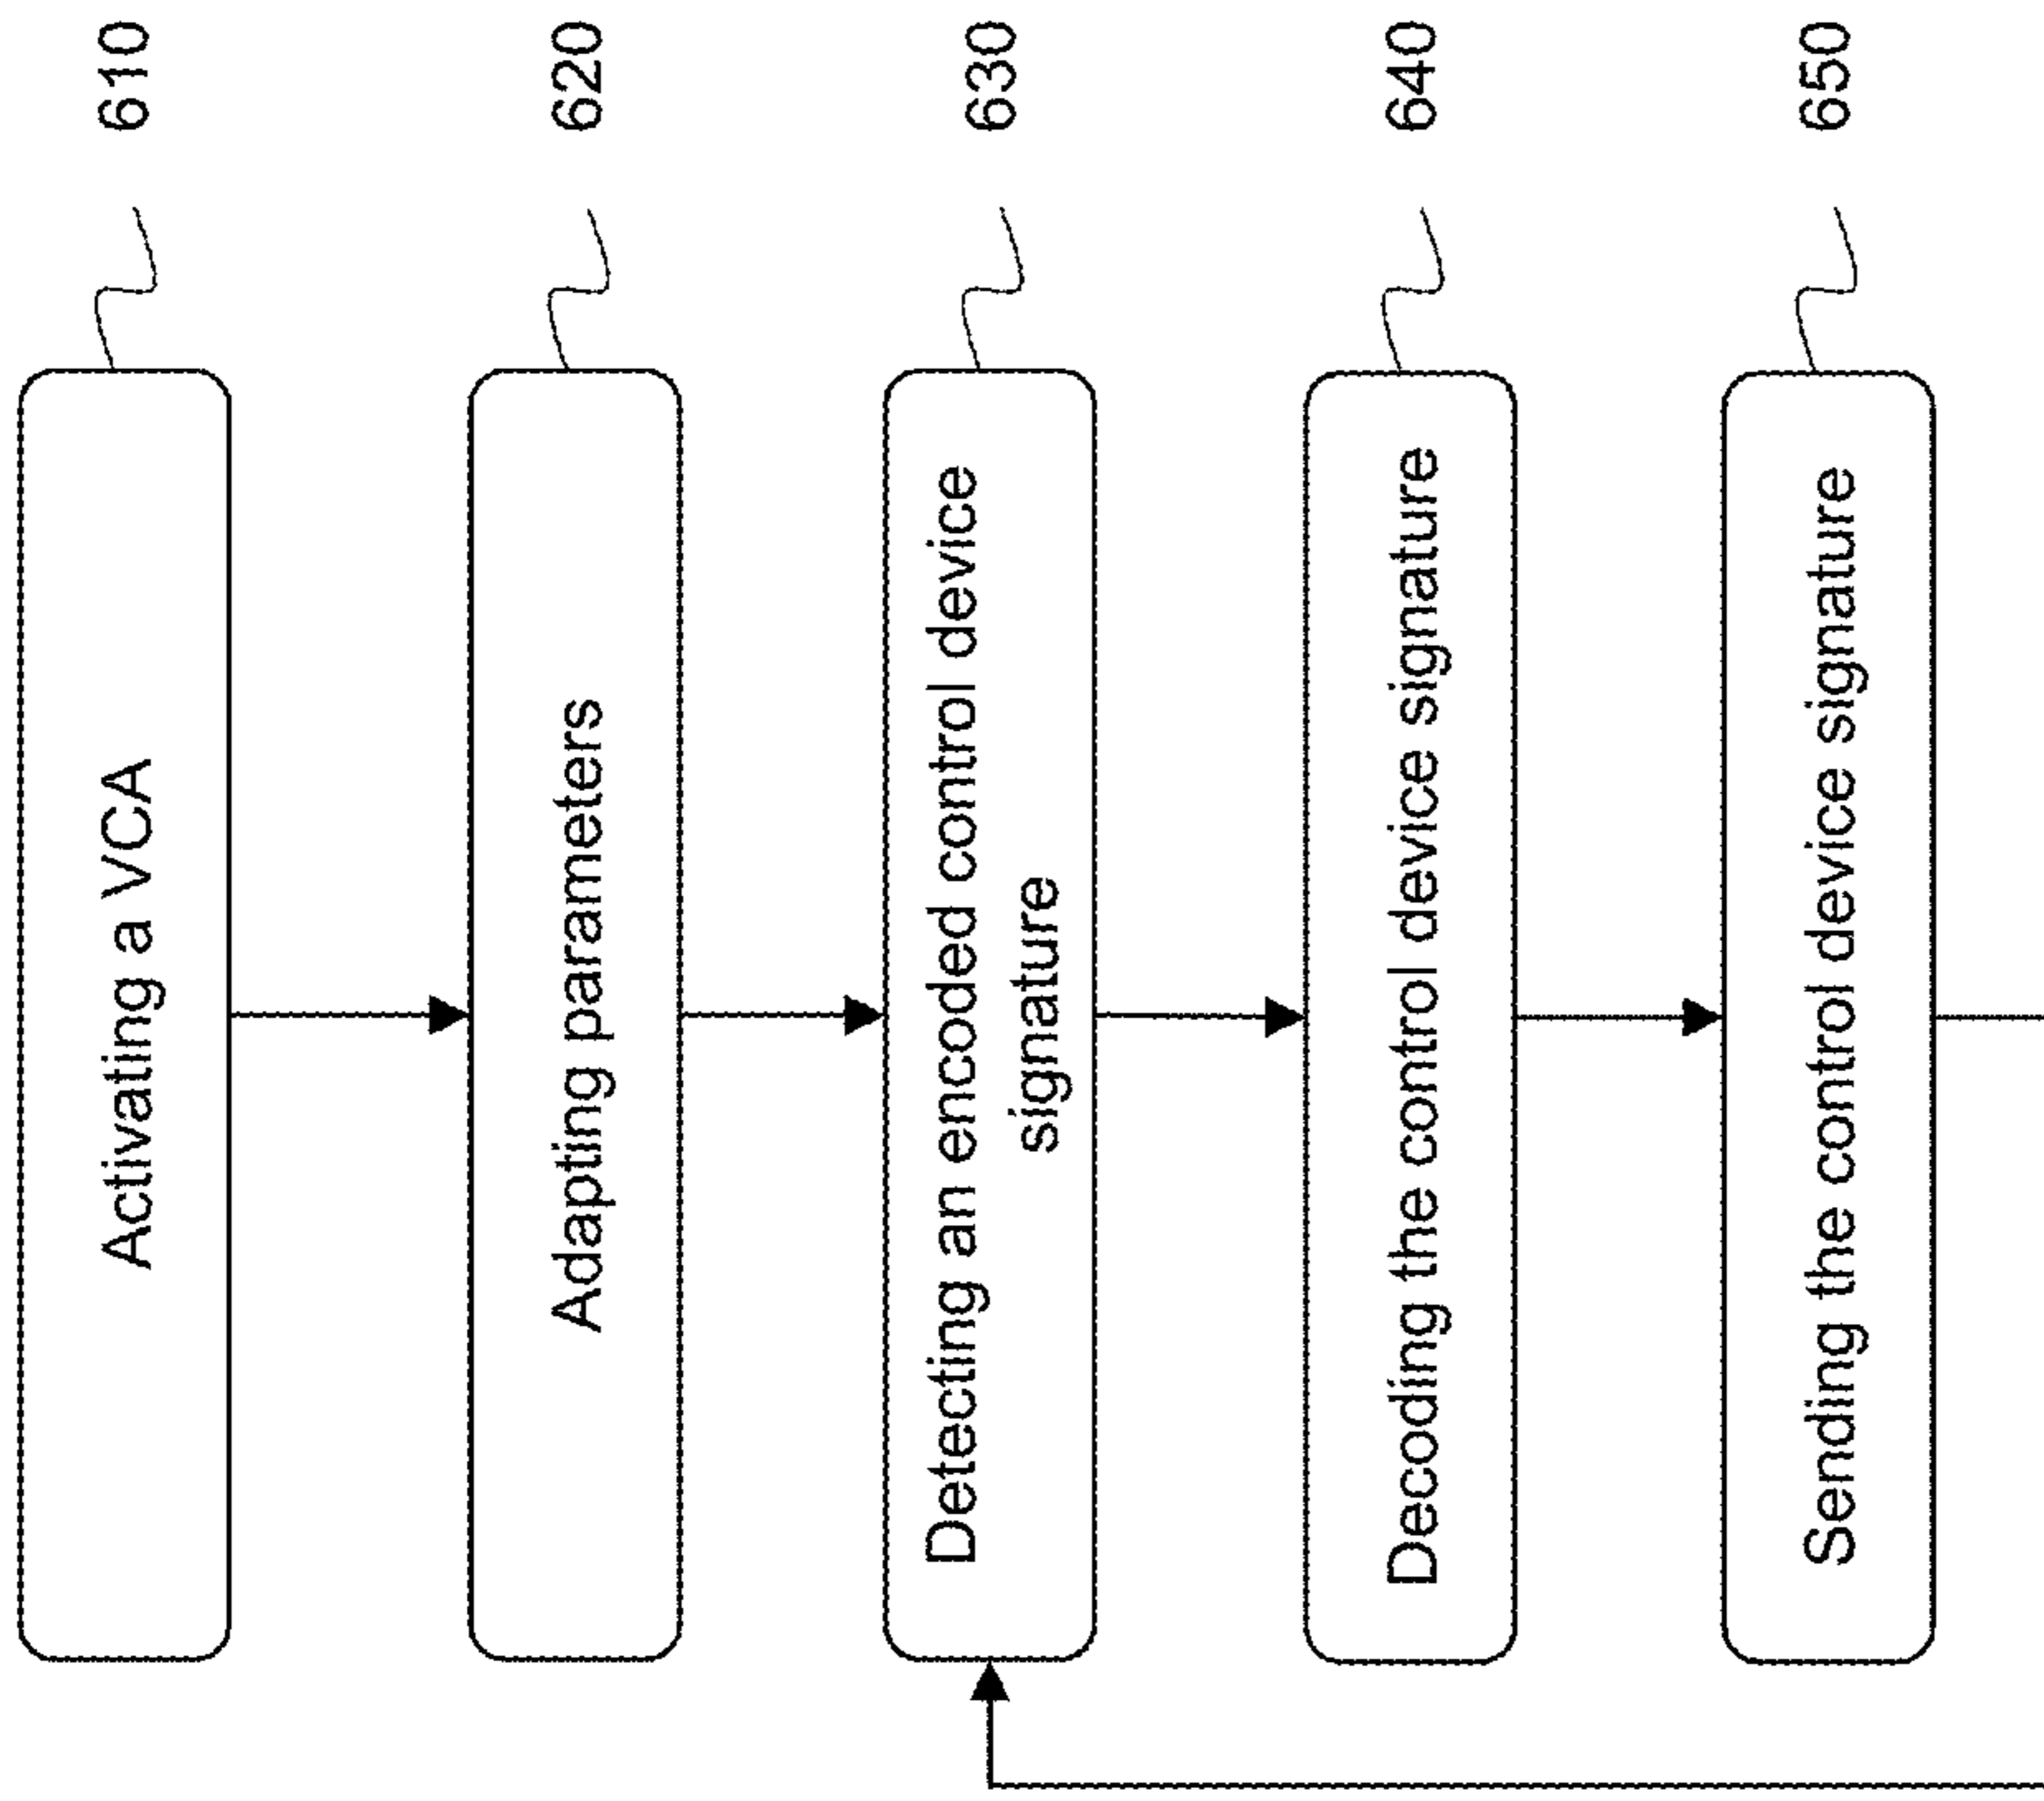 Activating a VCA
610
Adapting parameters
620
Detecting an encoded control device
signature
630
Decoding the control device signature
640
Sending the control device signature
650